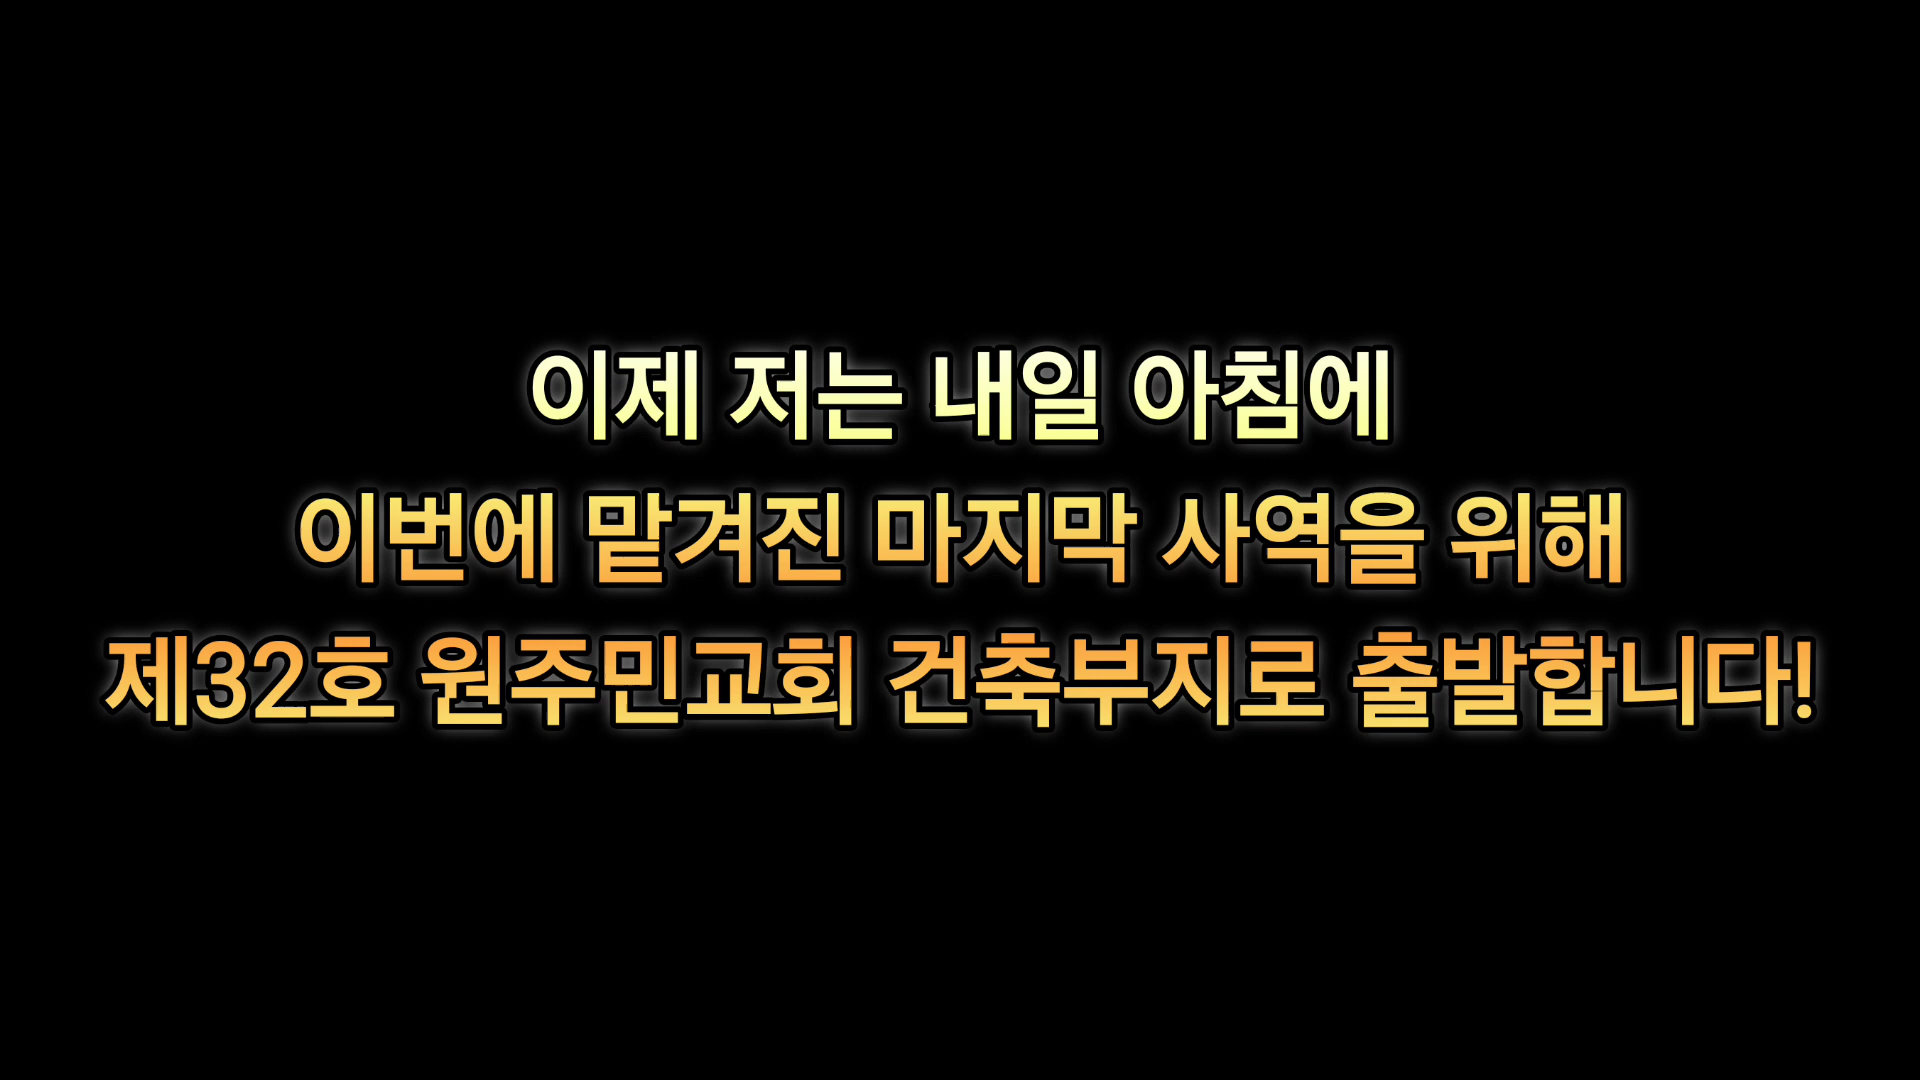 이제 저는 내일 아침에
이번에 맡겨진 마지막 사역을 위해
제32호 원주민교회 건축부지로 출발합니다!